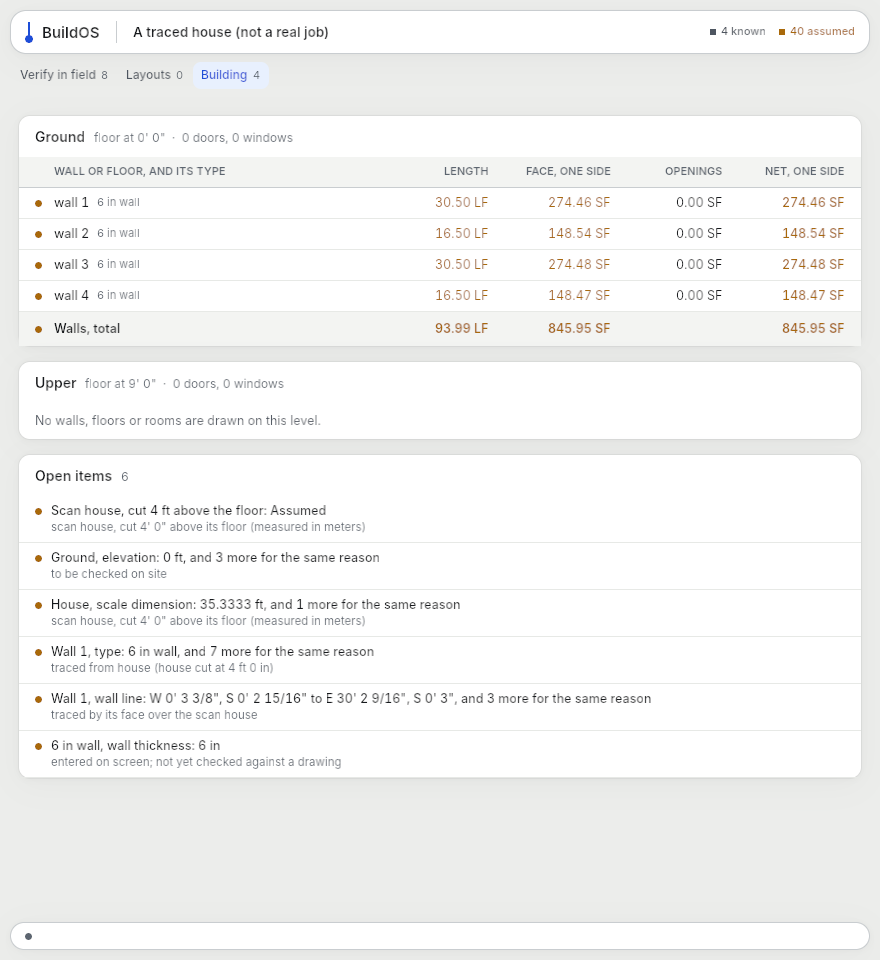 BuildOS A traced house (not a real job) 4 known 40 assumed
Verify in field 8 Layouts 0 Building 4
Ground floor at 0' 0" · 0 doors, 0 windows
WALL OR FLOOR, AND ITS TYPE LENGTH FACE, ONE SIDE OPENINGS NET, ONE SIDE
wall 1 6 in wall 30.50 LF 274.46 SF 0.00 SF 274.46 SF
wall 2 6 in wall 16.50 LF 148.54 SF 0.00 SF 148.54 SF
wall 3 6 in wall 30.50 LF 274.48 SF 0.00 SF 274.48 SF
wall 4 6 in wall 16.50 LF 148.47 SF 0.00 SF 148.47 SF
Walls, total 93.99 LF 845.95 SF 845.95 SF
Upper floor at 9' 0" · 0 doors, 0 windows
No walls, floors or rooms are drawn on this level.
Open items 6
Scan house, cut 4 ft above the floor: Assumed
scan house, cut 4' 0" above its floor (measured in meters)
Ground, elevation: 0 ft, and 3 more for the same reason
to be checked on site
House, scale dimension: 35.3333 ft, and 1 more for the same reason
scan house, cut 4' 0" above its floor (measured in meters)
Wall 1, type: 6 in wall, and 7 more for the same reason
traced from house (house cut at 4 ft 0 in)
Wall 1, wall line: W 0' 3 3/8", S 0' 2 15/16" to E 30' 2 9/16", S 0' 3", and 3 more for the same reason
traced by its face over the scan house
6 in wall, wall thickness: 6 in
entered on screen; not yet checked against a drawing